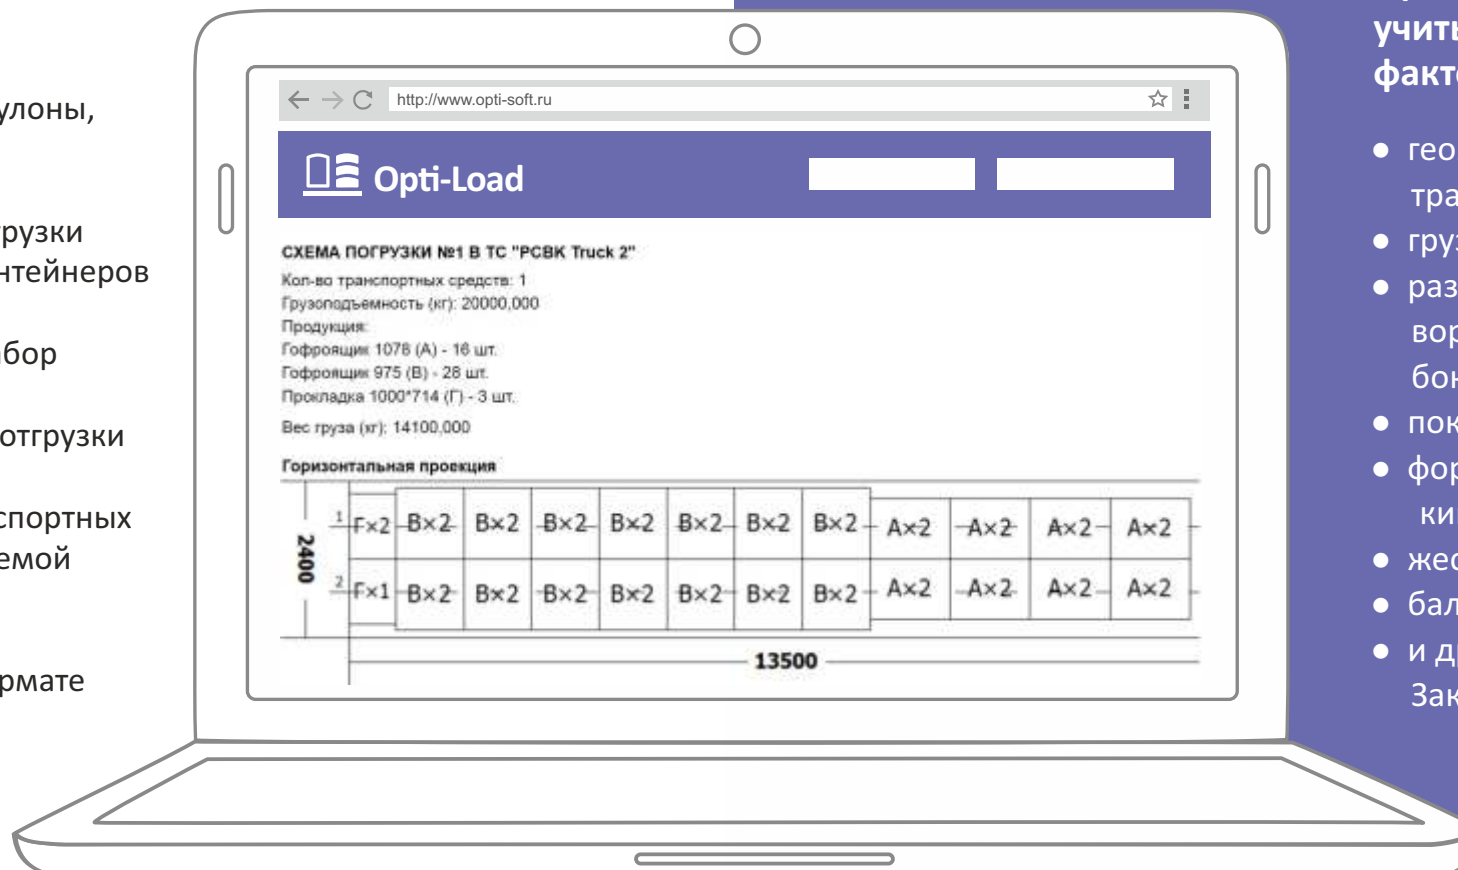 улоны,
грузки
нтейнеров
бор
отгрузки
спортных
емой
рмате
http://www.opti-soft.ru
Opti-Load
СХЕМА ПОГРУЗКИ №1 В ТС "РСВК Truck 2"
Кол-во транспортных средств: 1
Грузоподъемность (кг): 20000,000
Продукция:
Гофроящик 1078 (А) - 16 шт.
Гофроящик 975 (В) - 28 шт.
Прокладка 1000*714 (Г) - 3 шт.
Вес груза (кг): 14100,000
Горизонтальная проекция
2400
1 Г×2 В×2 В×2 В×2 В×2 В×2 В×2 В×2 А×2 А×2 А×2 А×2
2 Г×1 В×2 В×2 В×2 В×2 В×2 В×2 В×2 А×2 А×2 А×2 А×2
13500
учить
факт
• гео
тра
• гру
• раз
вор
бок
• пок
• фор
ки
• жес
• бал
• и д
Зак